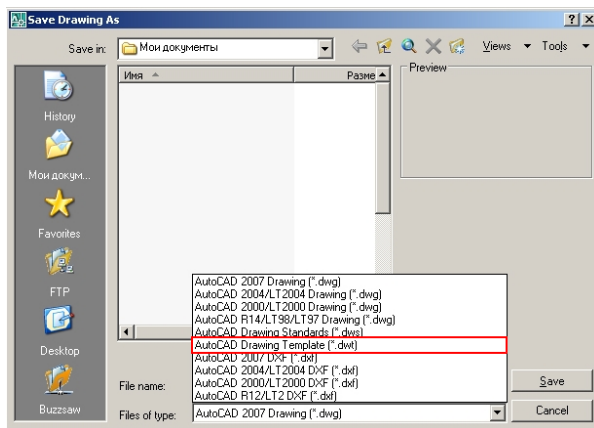 Save Drawing As
Save in:
Мои документы
Views
Tools
Имя
Разме
Preview
History
Мои докум...
Favorites
FTP
Desktop
Buzzsaw
AutoCAD 2007 Drawing (*.dwg)
AutoCAD 2004/LT2004 Drawing (*.dwg)
AutoCAD 2000/LT2000 Drawing (*.dwg)
AutoCAD R14/LT98/LT97 Drawing (*.dwg)
AutoCAD Drawing Standards (*.dws)
AutoCAD Drawing Template (*.dwt)
AutoCAD 2007 DXF (*.dxf)
AutoCAD 2004/LT2004 DXF (*.dxf)
AutoCAD 2000/LT2000 DXF (*.dxf)
AutoCAD R12/LT2 DXF (*.dxf)
File name:
Save
Files of type:
AutoCAD 2007 Drawing (*.dwg)
Cancel